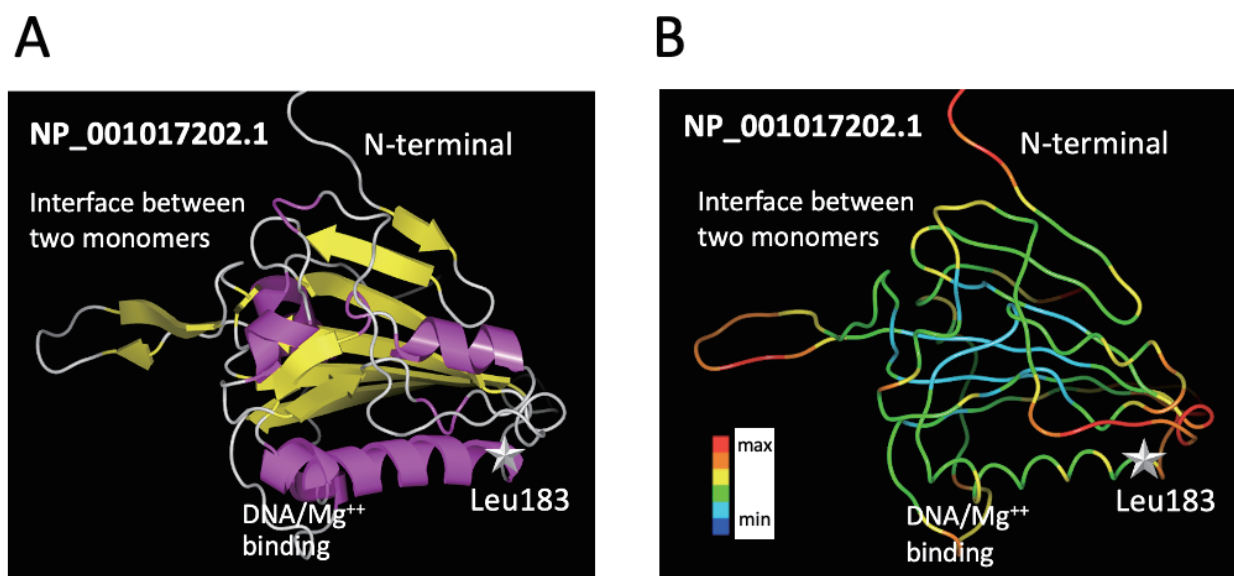 A
NP_001017202.1
N-terminal
Interface between
two monomers
Leu183
DNA/Mg⁺⁺
binding
B
NP_001017202.1
N-terminal
Interface between
two monomers
max
min
Leu183
DNA/Mg⁺⁺
binding